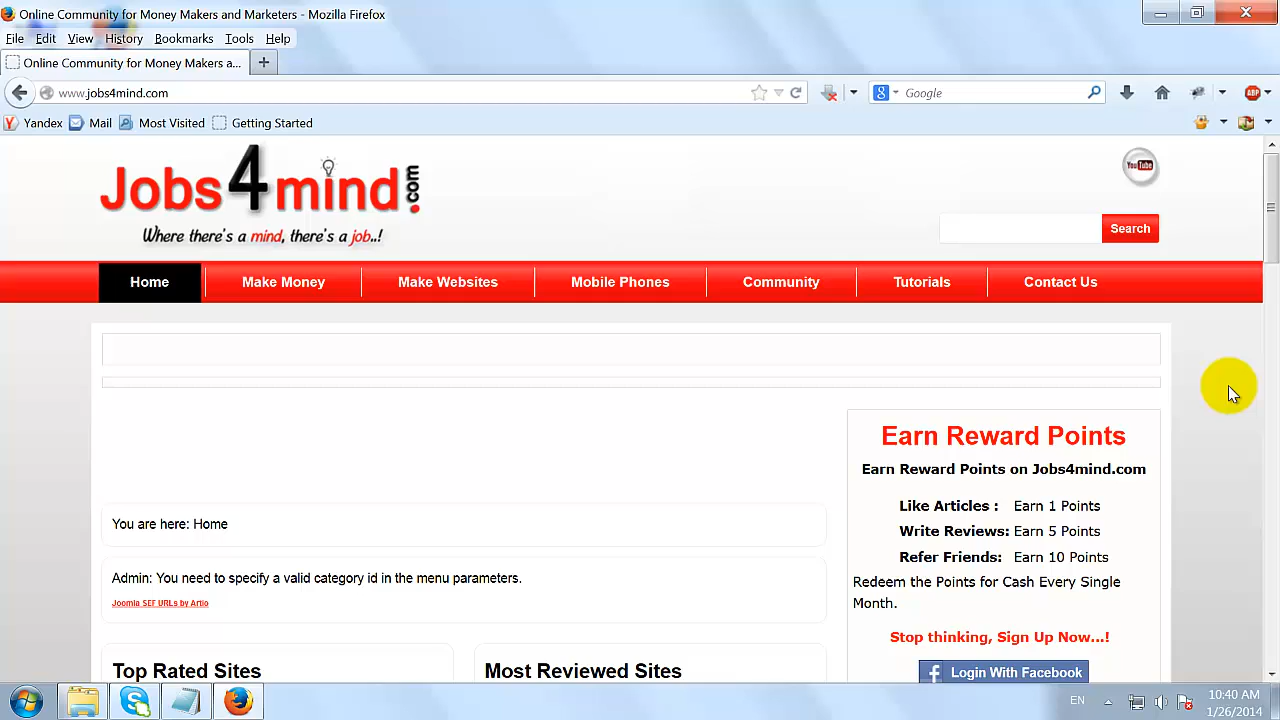 Online Community for Money Makers and Marketers - Mozilla Firefox
File Edit View History Bookmarks Tools Help
Online Community for Money Makers a...
www.jobs4mind.com
Google
ABP
Yandex Mail Most Visited Getting Started
Jobs4mind.com
Where there's a mind, there's a job..!
YouTube
Search
Home Make Money Make Websites Mobile Phones Community Tutorials Contact Us
Earn Reward Points
Earn Reward Points on Jobs4mind.com
Like Articles : Earn 1 Points
Write Reviews: Earn 5 Points
Refer Friends: Earn 10 Points
Redeem the Points for Cash Every Single
Month.
Stop thinking, Sign Up Now...!
Login With Facebook
You are here: Home
Admin: You need to specify a valid category id in the menu parameters.
Joomla SEF URLs by Artio
Top Rated Sites
Most Reviewed Sites
EN
10:40 AM
1/26/2014